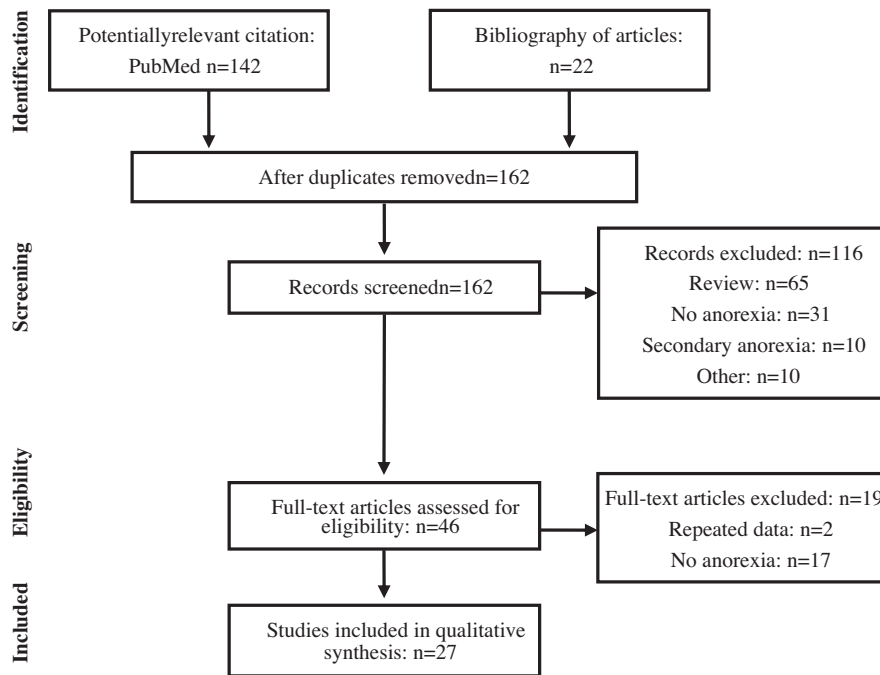 Identification
Potentiallyrelevant citation:
PubMed n=142
Bibliography of articles:
n=22
After duplicates removedn=162
Screening
Records screenedn=162
Records excluded: n=116
Review: n=65
No anorexia: n=31
Secondary anorexia: n=10
Other: n=10
Eligibility
Full-text articles assessed for
eligibility: n=46
Full-text articles excluded: n=19
Repeated data: n=2
No anorexia: n=17
Included
Studies included in qualitative
synthesis: n=27